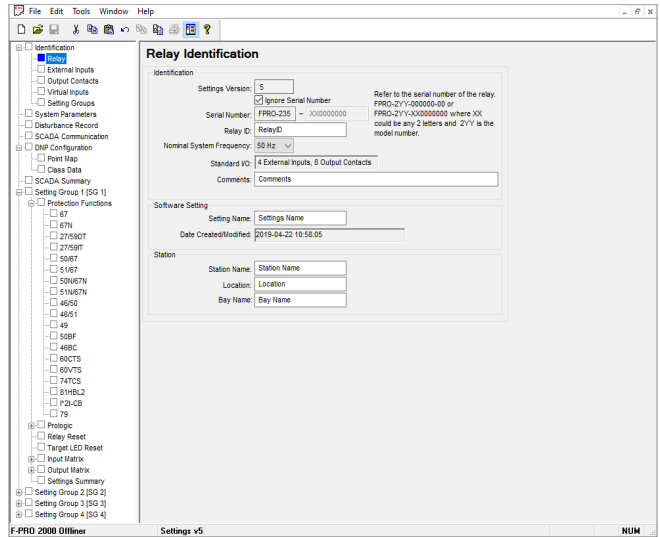 File Edit Tools Window Help
Identification
Relay
External Inputs
Output Contacts
Virtual Inputs
Setting Groups
System Parameters
Disturbance Record
SCADA Communication
DNP Configuration
Point Map
Class Data
SCADA Summary
Setting Group 1 [SG 1]
Protection Functions
67
67N
27/59DT
27/59IT
50/67
51/67
50N/67N
51N/67N
46/50
46/51
49
50BF
46BC
60CTS
60VTS
74TCS
81HBL2
I*2t-CB
79
Prologic
Relay Reset
Target LED Reset
Input Matrix
Output Matrix
Settings Summary
Setting Group 2 [SG 2]
Setting Group 3 [SG 3]
Setting Group 4 [SG 4]
Relay Identification
Identification
Settings Version: 5
Ignore Serial Number
Serial Number: FPRO-235 - XX0000000
Refer to the serial number of the relay.
FPRO-2YY-000000-00 or
FPRO-2YY-XX0000000 where XX
could be any 2 letters and 2YY is the
model number.
Relay ID: RelayID
Nominal System Frequency: 50 Hz
Standard I/O: 4 External Inputs, 8 Output Contacts
Comments: Comments
Software Setting
Setting Name: Settings Name
Date Created/Modified: 2019-04-22 10:58:05
Station
Station Name: Station Name
Location: Location
Bay Name: Bay Name
F-PRO 2000 Offliner Settings v5 NUM